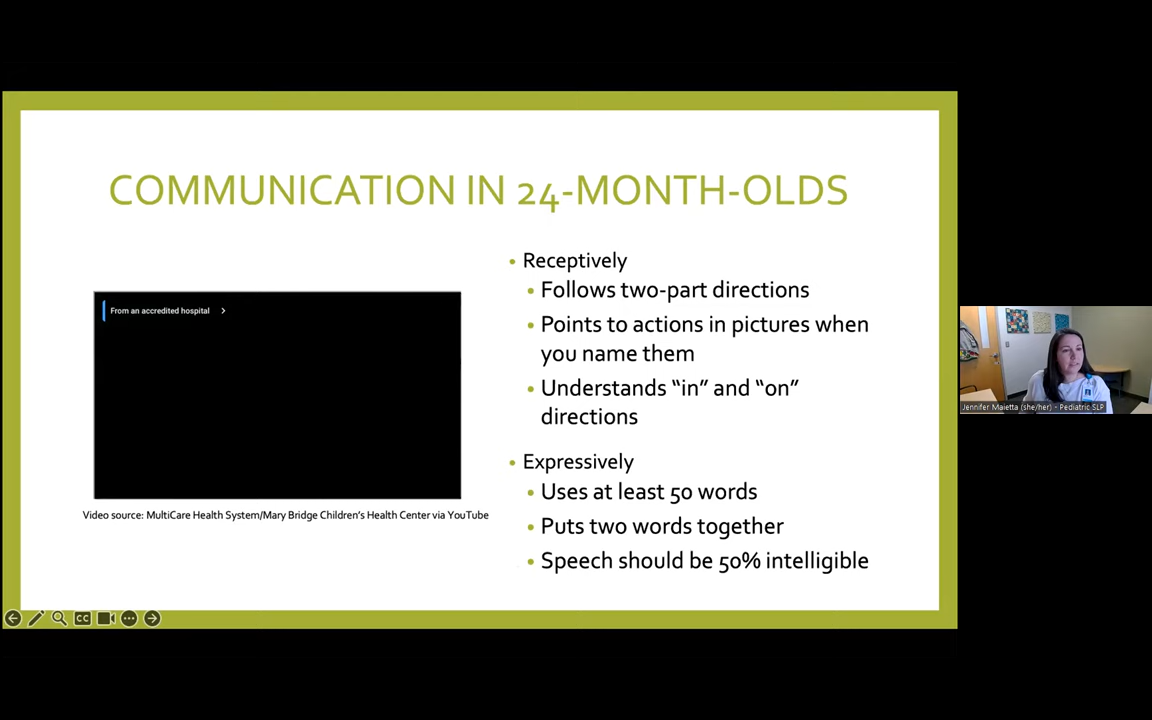 COMMUNICATION IN 24-MONTH-OLDS
From an accredited hospital
Video source: MultiCare Health System/Mary Bridge Children's Health Center via YouTube
• Receptively
• Follows two-part directions
• Points to actions in pictures when
you name them
• Understands “in” and “on”
directions
• Expressively
• Uses at least 50 words
• Puts two words together
• Speech should be 50% intelligible
CC
Jennifer Maietta (she/her) - Pediatric SLP